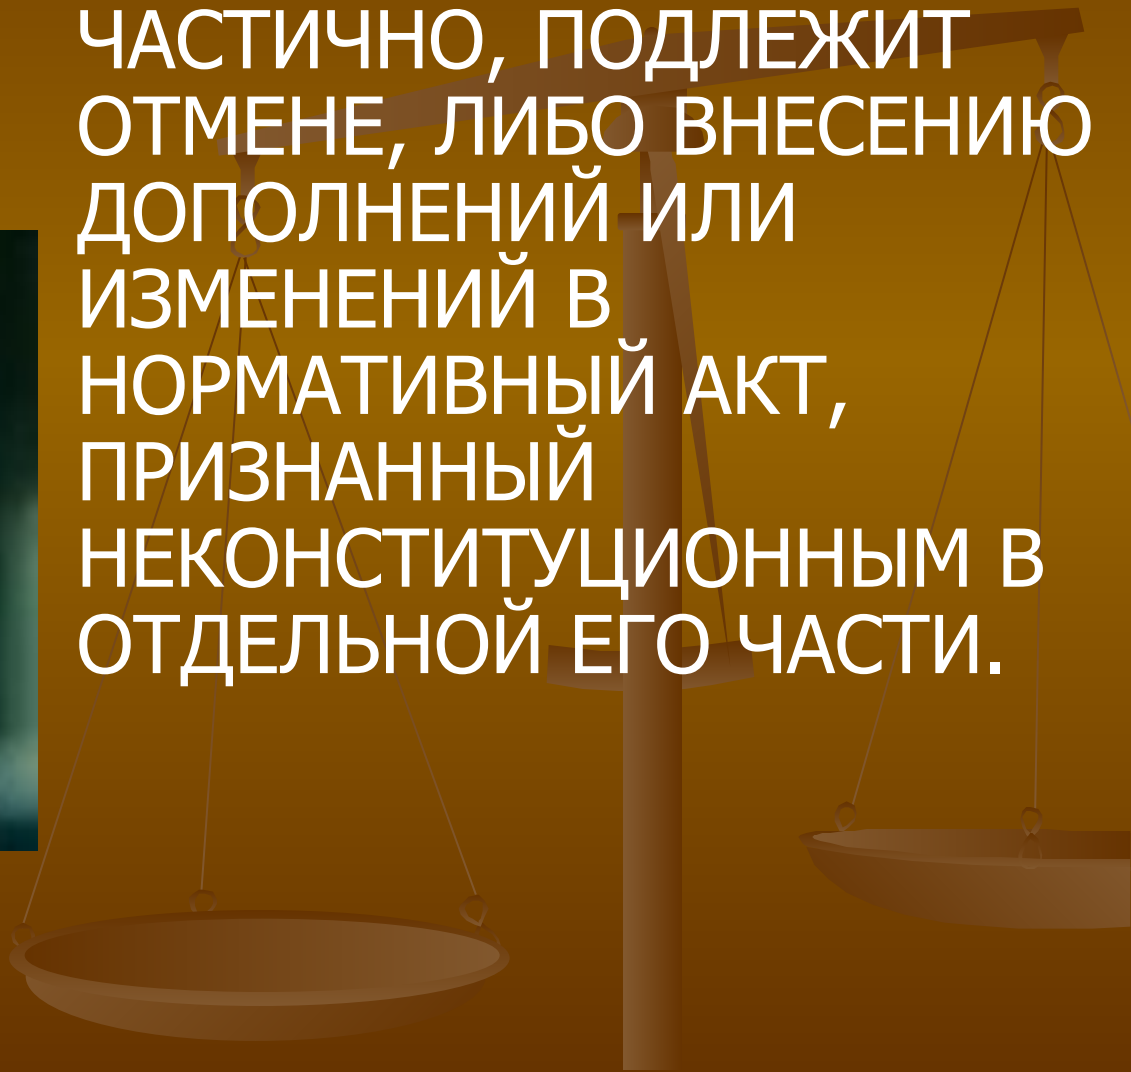 ЧАСТИЧНО, ПОДЛЕЖИТ
ОТМЕНЕ, ЛИБО ВНЕСЕНИЮ
ДОПОЛНЕНИЙ ИЛИ
ИЗМЕНЕНИЙ В
НОРМАТИВНЫЙ АКТ,
ПРИЗНАННЫЙ
НЕКОНСТИТУЦИОННЫМ В
ОТДЕЛЬНОЙ ЕГО ЧАСТИ.